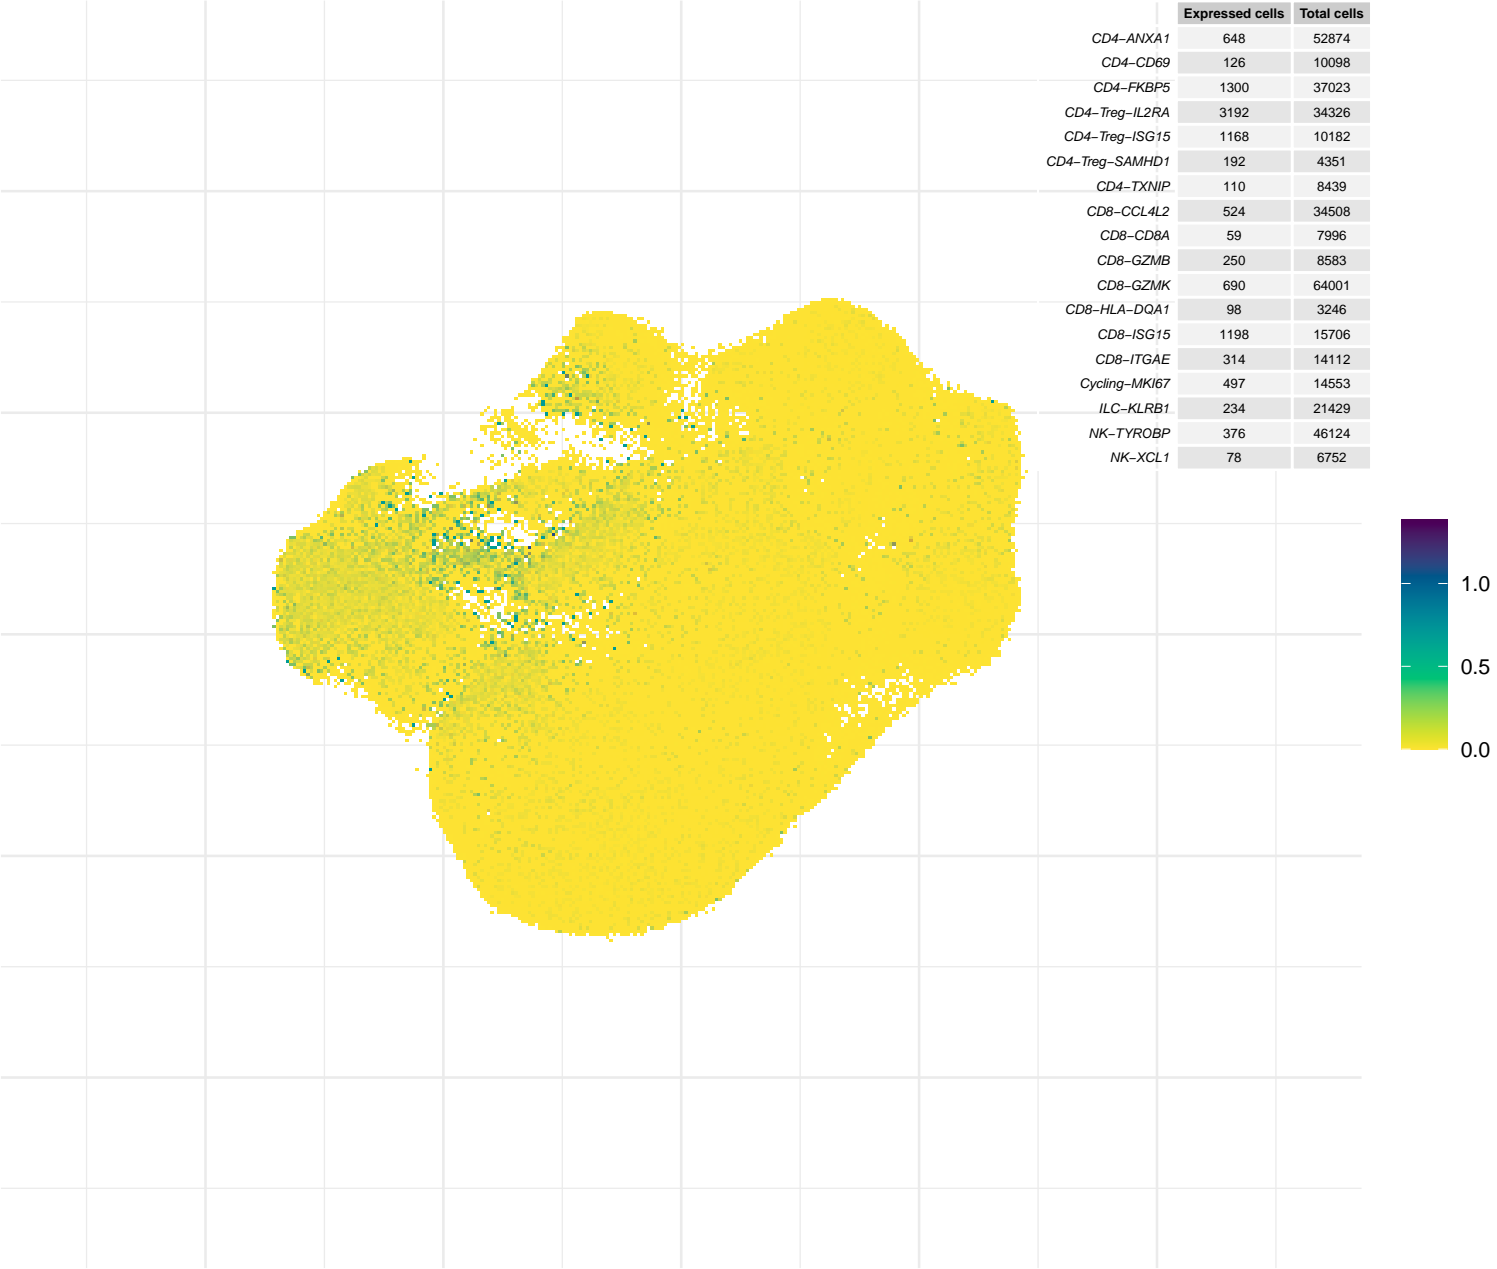 Expressed cells Total cells
CD4−ANXA1 648 52874
CD4−CD69 126 10098
CD4−FKBP5 1300 37023
CD4−Treg−IL2RA 3192 34326
CD4−Treg−ISG15 1168 10182
CD4−Treg−SAMHD1 192 4351
CD4−TXNIP 110 8439
CD8−CCL4L2 524 34508
CD8−CD8A 59 7996
CD8−GZMB 250 8583
CD8−GZMK 690 64001
CD8−HLA−DQA1 98 3246
CD8−ISG15 1198 15706
CD8−ITGAE 314 14112
Cycling−MKI67 497 14553
ILC−KLRB1 234 21429
NK−TYROBP 376 46124
NK−XCL1 78 6752
1.0
0.5
0.0